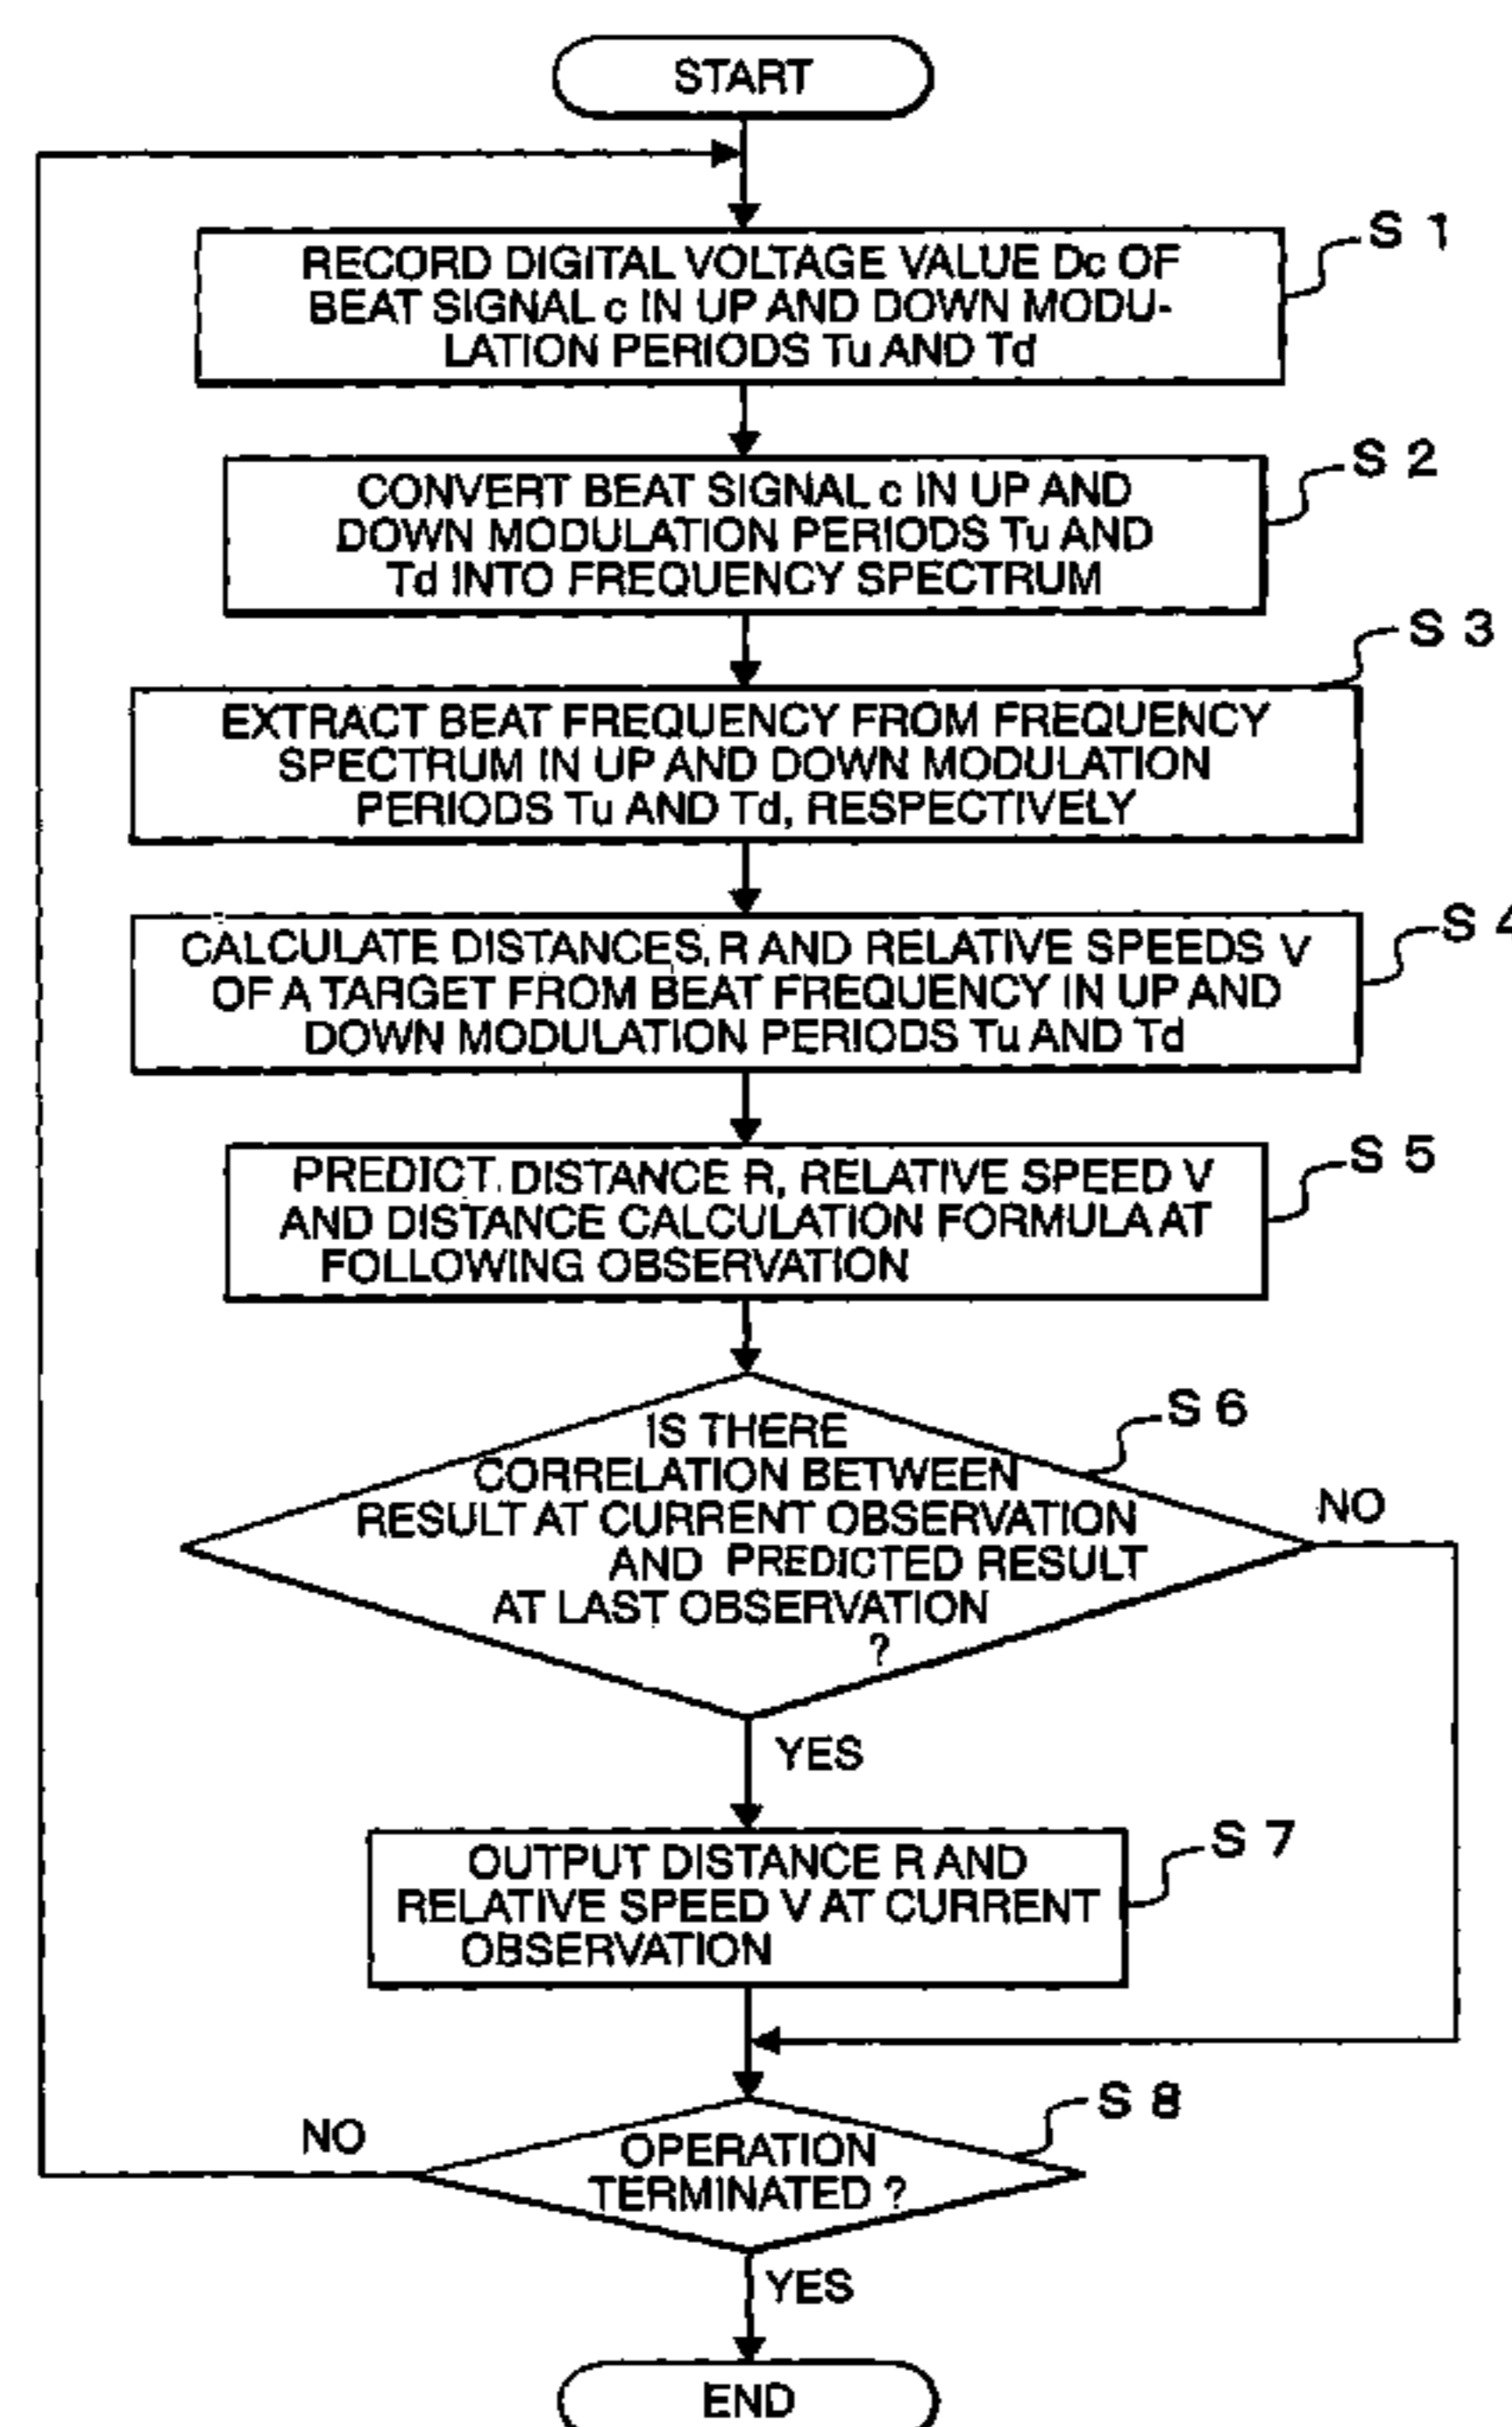 START
S 1
RECORD DIGITAL VOLTAGE VALUE Dc OF
BEAT SIGNAL c IN UP AND DOWN MODU-
LATION PERIODS Tu AND Td
S 2
CONVERT BEAT SIGNAL c IN UP AND
DOWN MODULATION PERIODS Tu AND
Td INTO FREQUENCY SPECTRUM
S 3
EXTRACT BEAT FREQUENCY FROM FREQUENCY
SPECTRUM IN UP AND DOWN MODULATION
PERIODS Tu AND Td, RESPECTIVELY
S 4
CALCULATE DISTANCES, R AND RELATIVE SPEEDS V
OF A TARGET FROM BEAT FREQUENCY IN UP AND
DOWN MODULATION PERIODS Tu AND Td
S 5
PREDICT DISTANCE R, RELATIVE SPEED V
AND DISTANCE CALCULATION FORMULA AT
FOLLOWING OBSERVATION
S 6
IS THERE
CORRELATION BETWEEN
RESULT AT CURRENT OBSERVATION
AND PREDICTED RESULT
AT LAST OBSERVATION
?
NO
YES
S 7
OUTPUT DISTANCE R AND
RELATIVE SPEED V AT CURRENT
OBSERVATION
S 8
NO
OPERATION
TERMINATED ?
YES
END